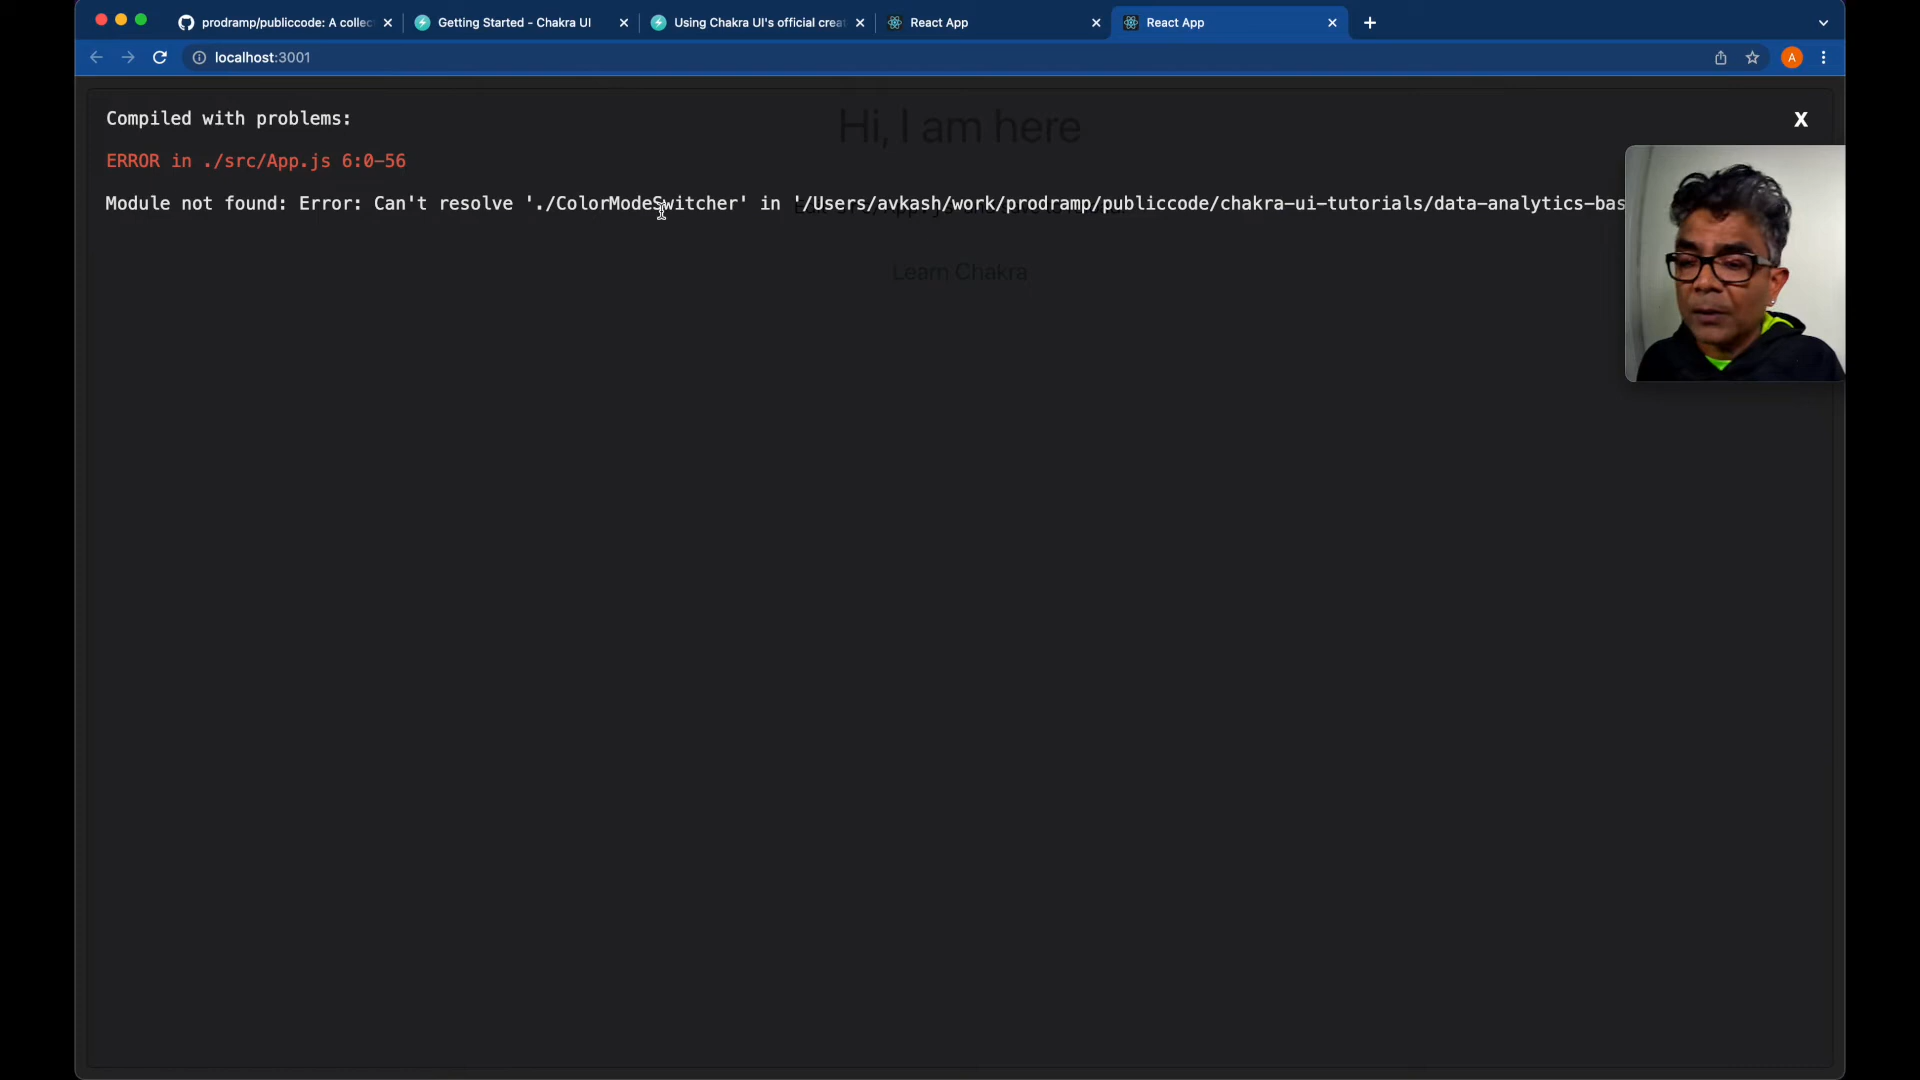 prodramp/publiccode: A collec
Getting Started - Chakra UI
Using Chakra UI's official creat
React App
React App
localhost:3001
A
Compiled with problems:
X
Hi, I am here
ERROR in ./src/App.js 6:0-56
Module not found: Error: Can't resolve './ColorModeSwitcher' in '/Users/avkash/work/prodramp/publiccode/chakra-ui-tutorials/data-analytics-bas
Learn Chakra